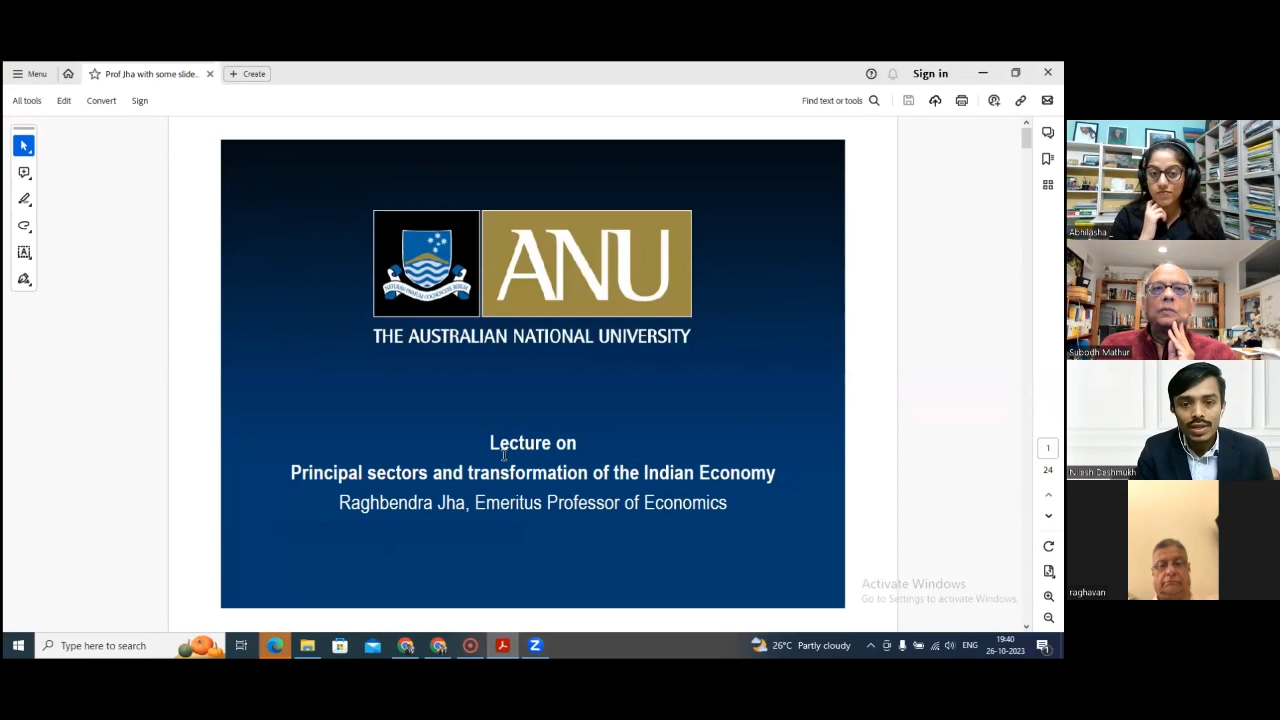 Menu
Prof Jha with some slide..
Create
Sign in
All tools
Edit
Convert
Sign
Find text or tools
ANU
THE AUSTRALIAN NATIONAL UNIVERSITY
Lecture on
Principal sectors and transformation of the Indian Economy
Raghbendra Jha, Emeritus Professor of Economics
1
24
Activate Windows
Go to Settings to activate Windows.
Type here to search
26°C Partly cloudy
ENG
19:40
26-10-2023
Abhilasha _
Subodh Mathur
Nilesh Deshmukh
raghavan